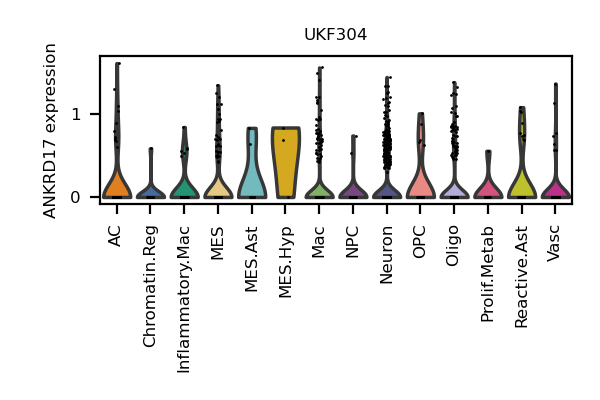 UKF304
ANKRD17 expression
1
0
AC
Chromatin.Reg
Inflammatory.Mac
MES
MES.Ast
MES.Hyp
Mac
NPC
Neuron
OPC
Oligo
Prolif.Metab
Reactive.Ast
Vasc